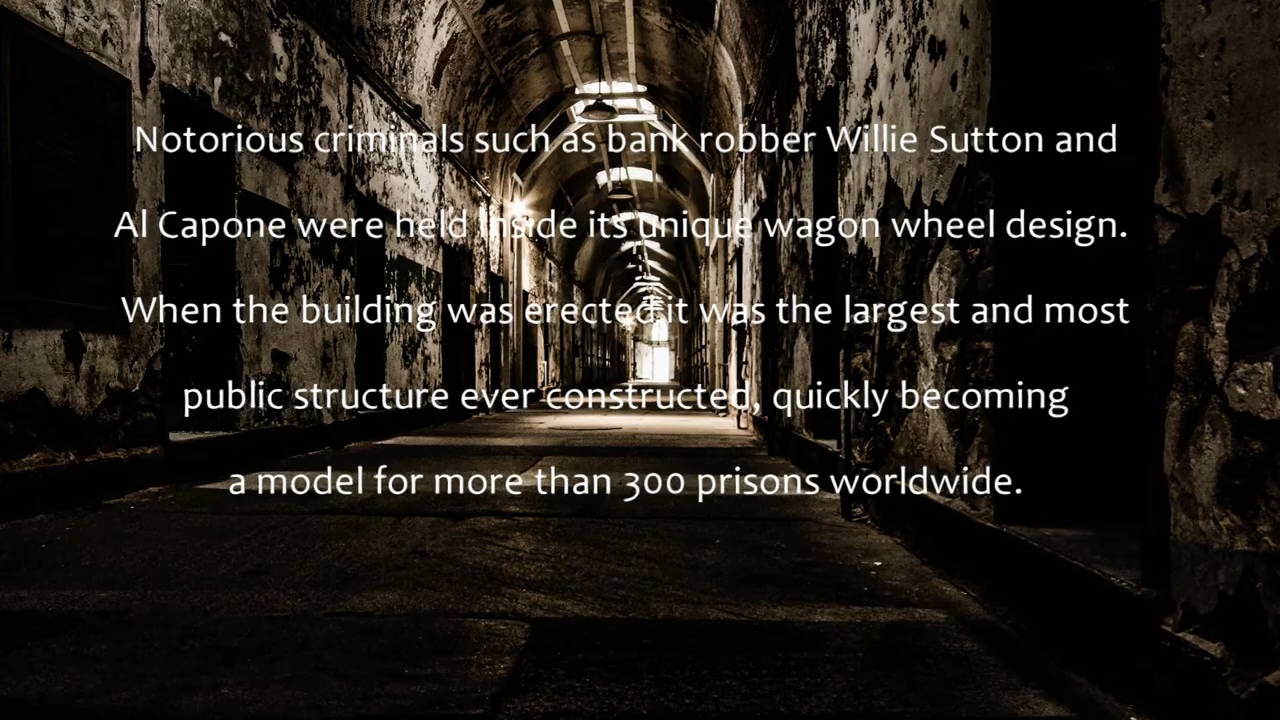 Notorious criminals such as bank robber Willie Sutton and
Al Capone were held inside its unique wagon wheel design.
When the building was erected it was the largest and most
public structure ever constructed, quickly becoming
a model for more than 300 prisons worldwide.